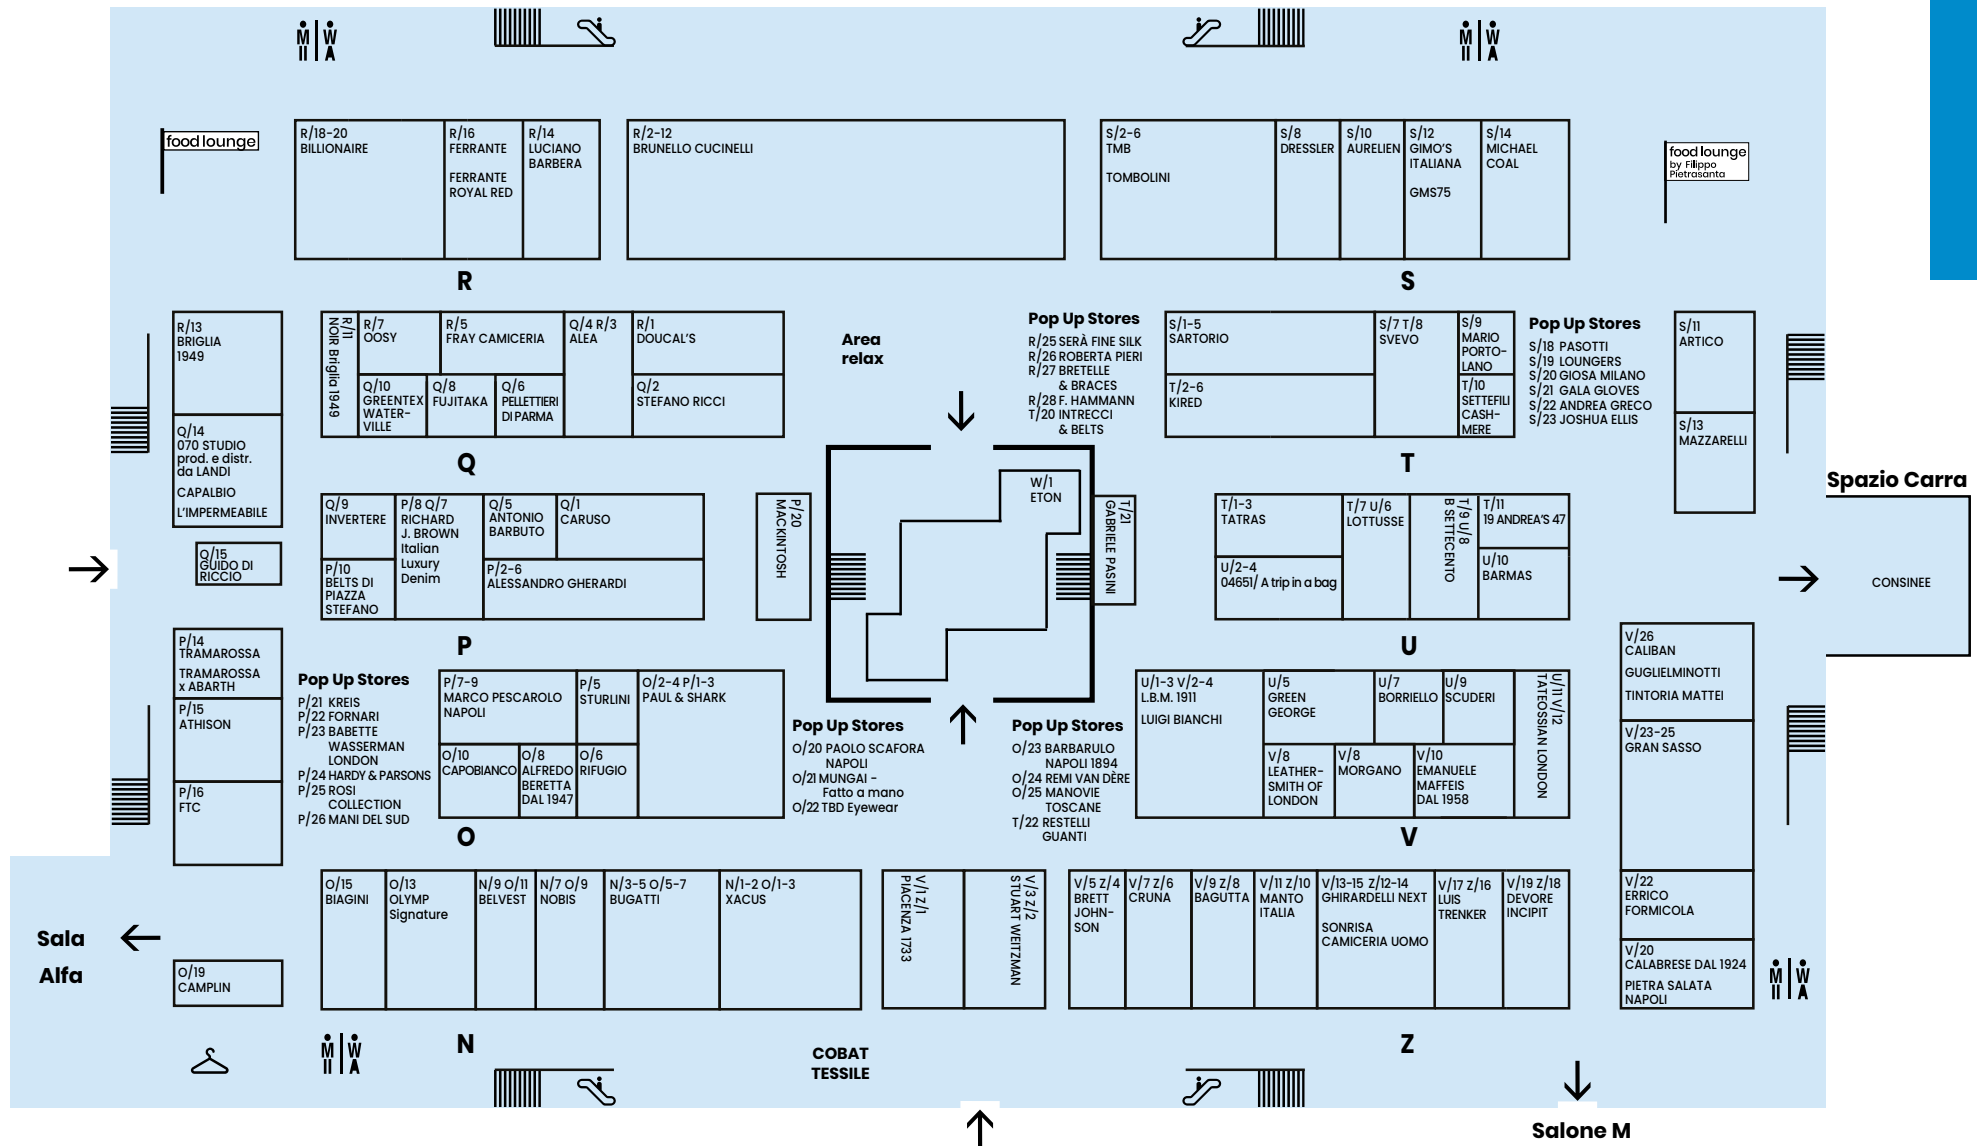 M W
II A
M W
II A
food lounge
R/18-20
BILLIONAIRE
R/16
FERRANTE
FERRANTE
ROYAL RED
R/14
LUCIANO
BARBERA
R/2-12
BRUNELLO CUCINELLI
S/2-6
TMB
TOMBOLINI
S/8
DRESSLER
S/10
AURELIEN
S/12
GIMO'S
ITALIANA
GMS75
S/14
MICHAEL
COAL
food lounge
by Filippo
Pietrasanta
R
S
R/13
BRIGLIA
1949
Q/14
070 STUDIO
prod. e distr.
da LANDI
CAPALBIO
L'IMPERMEABILE
R/11
NOIR Briglia 1949
R/7
OOSY
R/5
FRAY CAMICERIA
Q/4 R/3
ALEA
R/1
DOUCAL'S
Q/10
GREENTEX
WATER-
VILLE
Q/8
FUJITAKA
Q/6
PELLETTIERI
DI PARMA
Q/2
STEFANO RICCI
Area
relax
Pop Up Stores
R/25 SERÀ FINE SILK
R/26 ROBERTA PIERI
R/27 BRETELLE
& BRACES
R/28 F. HAMMANN
T/20 INTRECCI
& BELTS
S/1-5
SARTORIO
T/2-6
KIRED
S/7 T/8
SVEVO
S/9
MARIO
PORTO-
LANO
T/10
SETTEFILI
CASH-
MERE
Pop Up Stores
S/18 PASOTTI
S/19 LOUNGERS
S/20 GIOSA MILANO
S/21 GALA GLOVES
S/22 ANDREA GRECO
S/23 JOSHUA ELLIS
S/11
ARTICO
S/13
MAZZARELLI
Q
T
Spazio Carra
CONSINEE
Q/9
INVERTERE
P/8 Q/7
RICHARD
J. BROWN
Italian
Luxury
Denim
Q/5
ANTONIO
BARBUTO
Q/1
CARUSO
P/10
BELTS DI
PIAZZA
STEFANO
P/2-6
ALESSANDRO GHERARDI
P/20
MACKINTOSH
W/1
ETON
T/21
GABRIELE PASINI
T/1-3
TATRAS
U/2-4
04651/ A trip in a bag
T/7 U/6
LOTTUSSE
T/9 U/8
B SETTECENTO
T/11
19 ANDREA'S 47
U/10
BARMAS
Q/15
GUIDO DI
RICCIO
P
U
P/14
TRAMAROSSA
TRAMAROSSA
x ABARTH
P/15
ATHISON
P/16
FTC
Pop Up Stores
P/21 KREIS
P/22 FORNARI
P/23 BABETTE
WASSERMAN
LONDON
P/24 HARDY & PARSONS
P/25 ROSI
COLLECTION
P/26 MANI DEL SUD
P/7-9
MARCO PESCAROLO
NAPOLI
P/5
STURLINI
O/2-4 P/1-3
PAUL & SHARK
O/10
CAPOBIANCO
O/8
ALFREDO
BERETTA
DAL 1947
O/6
RIFUGIO
Pop Up Stores
O/20 PAOLO SCAFORA
NAPOLI
O/21 MUNGAI -
Fatto a mano
O/22 TBD Eyewear
Pop Up Stores
O/23 BARBARULO
NAPOLI 1894
O/24 REMI VAN DÈRE
O/25 MANOVIE
TOSCANE
T/22 RESTELLI
GUANTI
U/1-3 V/2-4
L.B.M. 1911
LUIGI BIANCHI
U/5
GREEN
GEORGE
U/7
BORRIELLO
U/9
SCUDERI
U/11 V/12
TATEOSSIAN LONDON
V/8
LEATHER-
SMITH OF
LONDON
V/8
MORGANO
V/10
EMANUELE
MAFFEIS
DAL 1958
V/26
CALIBAN
GUGLIELMINOTTI
TINTORIA MATTEI
V/23-25
GRAN SASSO
V/22
ERRICO
FORMICOLA
V/20
CALABRESE DAL 1924
PIETRA SALATA
NAPOLI
O
V
Sala
Alfa
O/19
CAMPLIN
O/15
BIAGINI
O/13
OLYMP
Signature
N/9 O/11
BELVEST
N/7 O/9
NOBIS
N/3-5 O/5-7
BUGATTI
N/1-2 O/1-3
XACUS
V/1 Z/1
PIACENZA 1733
V/3 Z/2
STUART WEITZMAN
V/5 Z/4
BRETT
JOHN-
SON
V/7 Z/6
CRUNA
V/9 Z/8
BAGUTTA
V/11 Z/10
MANTO
ITALIA
V/13-15 Z/12-14
GHIRARDELLI NEXT
SONRISA
CAMICERIA UOMO
V/17 Z/16
LUIS
TRENKER
V/19 Z/18
DEVORE
INCIPIT
M W
II A
N
Z
M W
II A
COBAT
TESSILE
Salone M